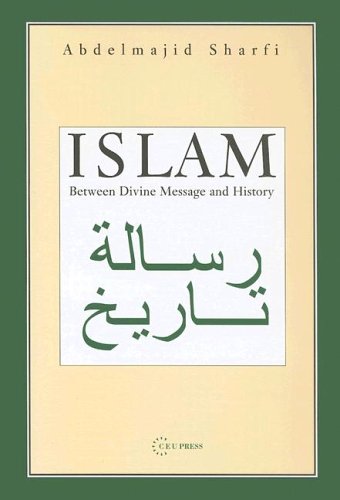 Abdelmajid Sharfi
ISLAM
Between Divine Message and History
رسالة
تاريخ
CEU PRESS